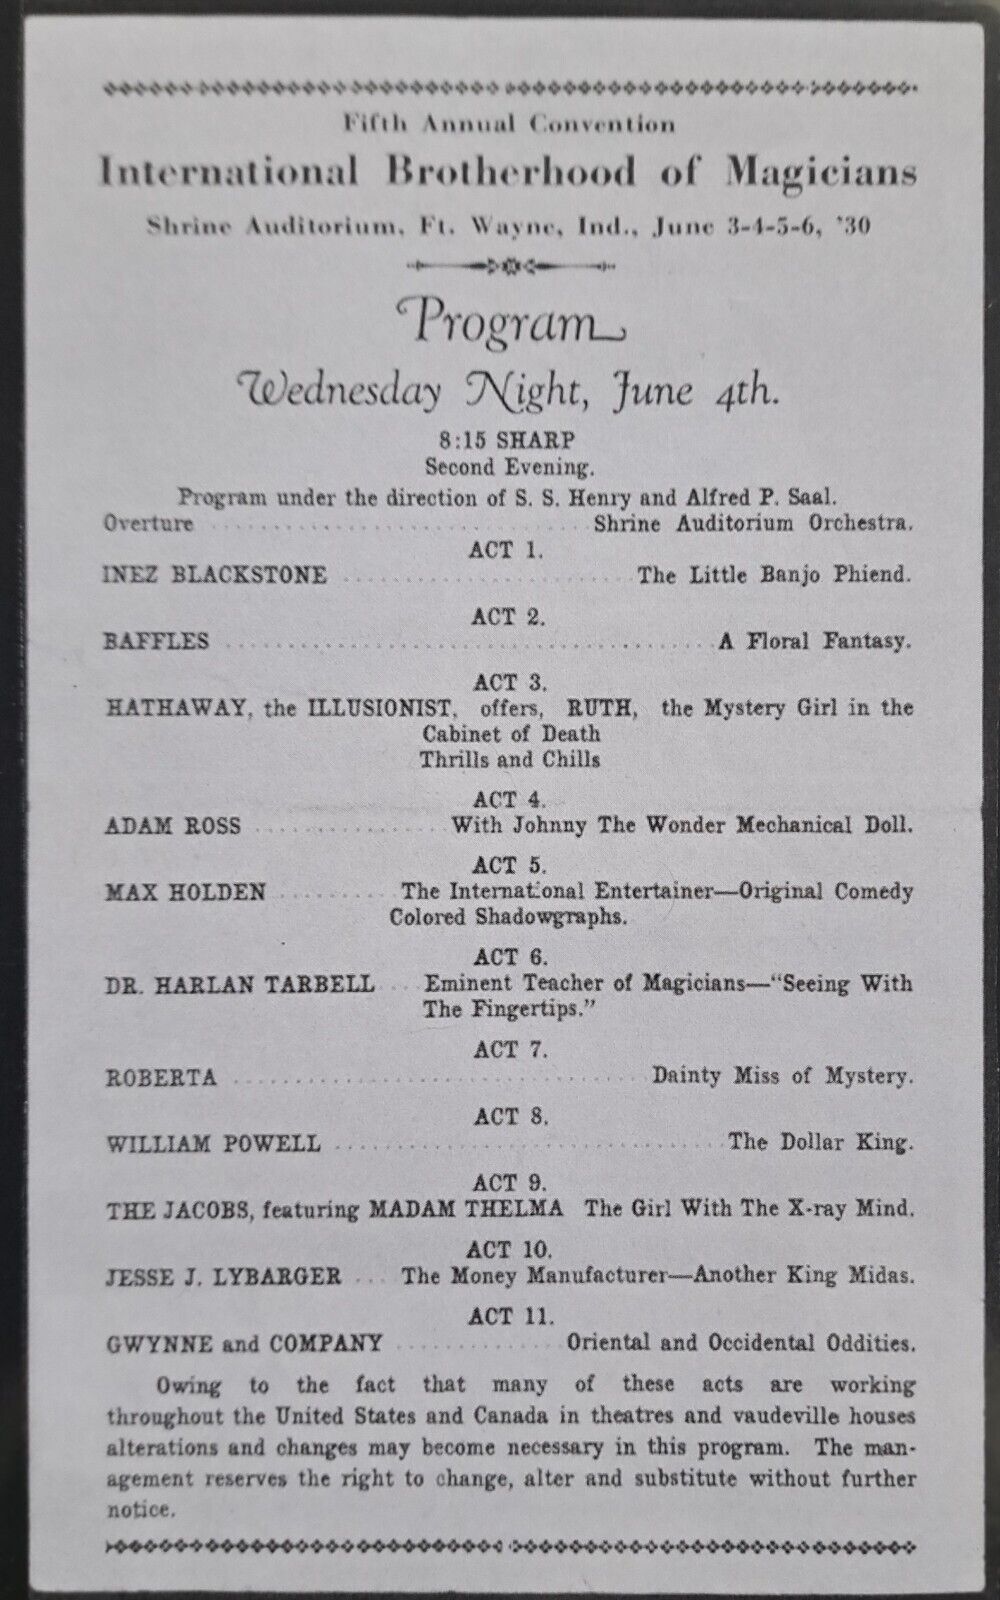 Fifth Annual Convention
International Brotherhood of Magicians
Shrine Auditorium, Ft. Wayne, Ind., June 3-4-5-6, '30
Program
Wednesday Night, June 4th.
8:15 SHARP
Second Evening.
Program under the direction of S. S. Henry and Alfred P. Saal.
Overture ........................ Shrine Auditorium Orchestra.
ACT 1.
INEZ BLACKSTONE ........................ The Little Banjo Phiend.
ACT 2.
BAFFLES ........................ A Floral Fantasy.
ACT 3.
HATHAWAY, the ILLUSIONIST, offers, RUTH, the Mystery Girl in the
Cabinet of Death
Thrills and Chills
ACT 4.
ADAM ROSS ................ With Johnny The Wonder Mechanical Doll.
ACT 5.
MAX HOLDEN .......... The International Entertainer—Original Comedy
Colored Shadowgraphs.
ACT 6.
DR. HARLAN TARBELL ... Eminent Teacher of Magicians—"Seeing With
The Fingertips."
ACT 7.
ROBERTA ........................ Dainty Miss of Mystery.
ACT 8.
WILLIAM POWELL ........................ The Dollar King.
ACT 9.
THE JACOBS, featuring MADAM THELMA The Girl With The X-ray Mind.
ACT 10.
JESSE J. LYBARGER ... The Money Manufacturer—Another King Midas.
ACT 11.
GWYNNE and COMPANY .............. Oriental and Occidental Oddities.
Owing to the fact that many of these acts are working
throughout the United States and Canada in theatres and vaudeville houses
alterations and changes may become necessary in this program. The man-
agement reserves the right to change, alter and substitute without further
notice.